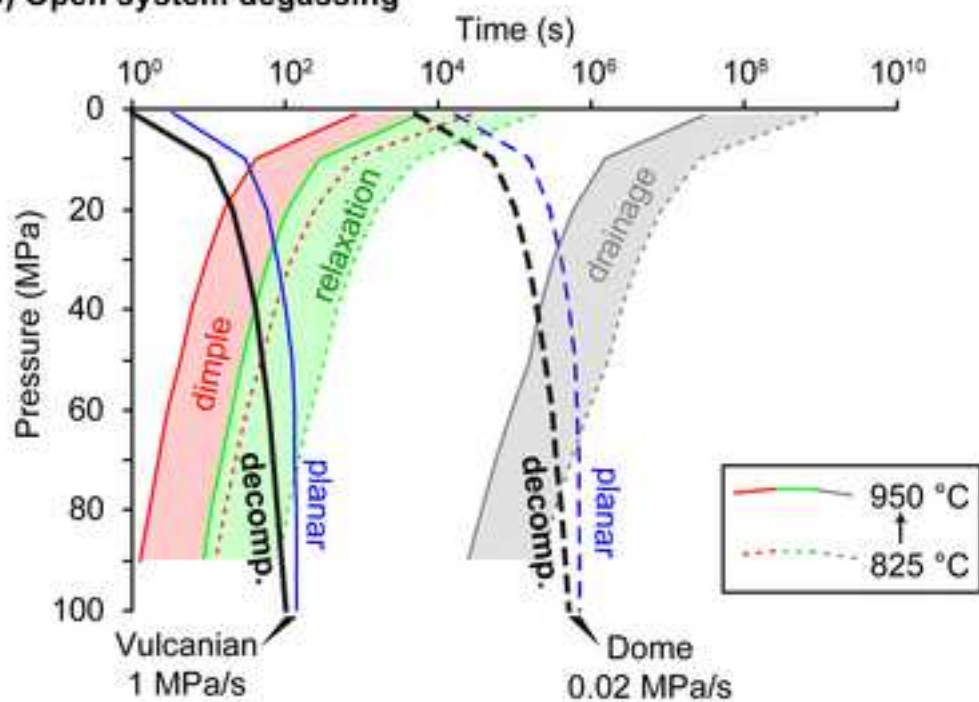 Open system degassing
Time (s)
10⁰ 10² 10⁴ 10⁶ 10⁸ 10¹⁰
Pressure (MPa)
0
20
40
60
80
100
dimple
relaxation
drainage
decomp.
planar
decomp.
planar
950 °C
825 °C
Vulcanian
1 MPa/s
Dome
0.02 MPa/s